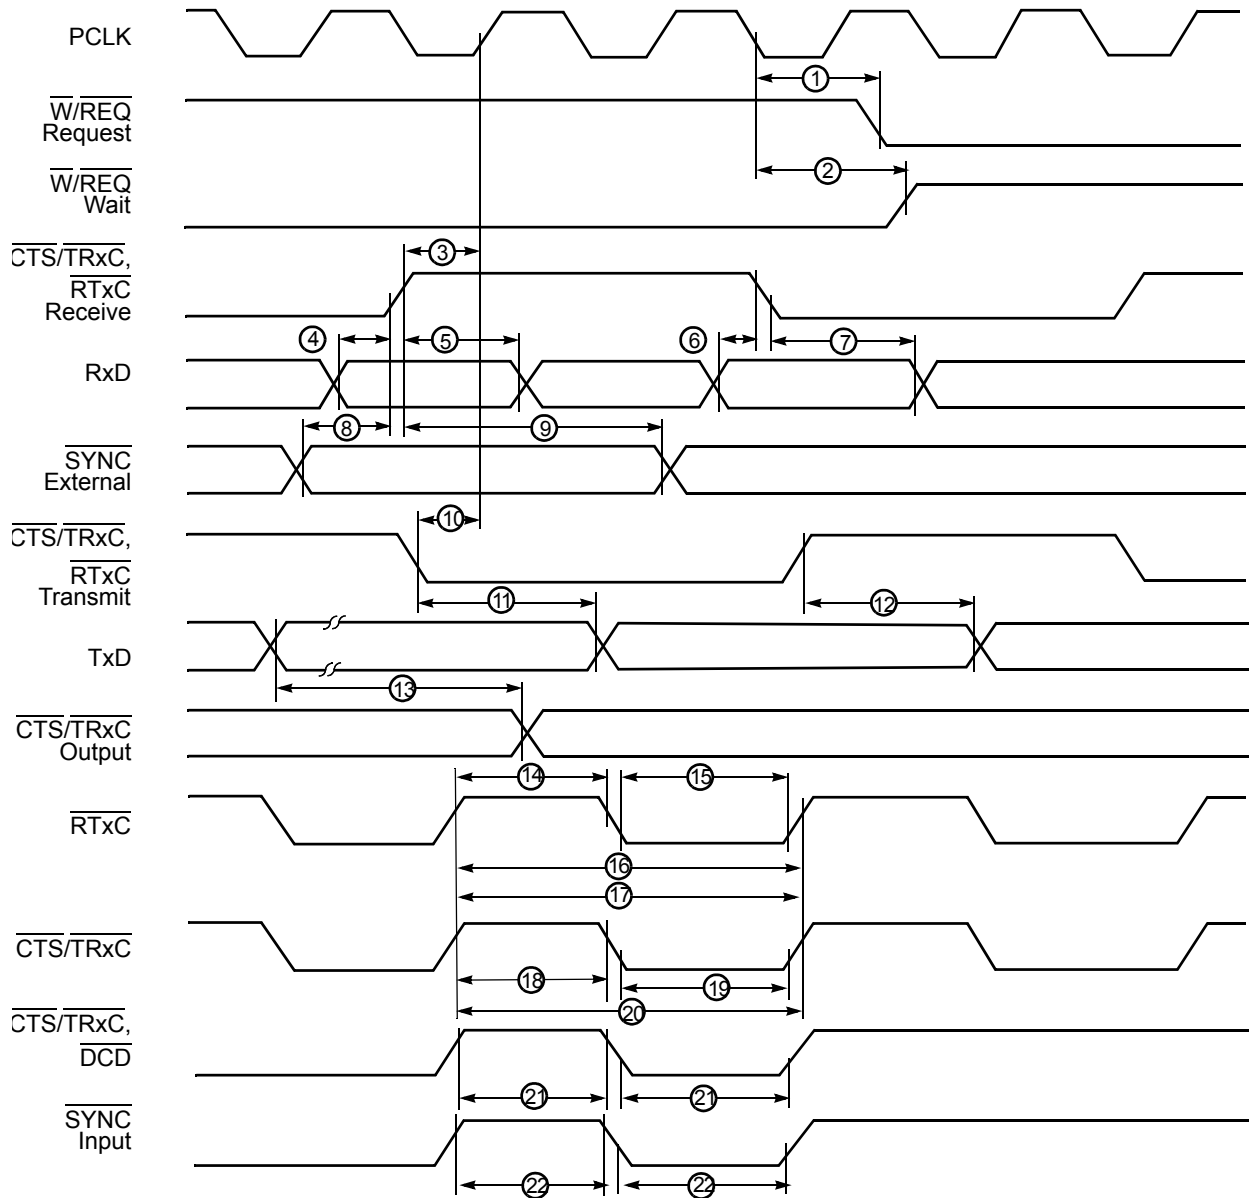 PCLK
1
W/REQ
Request
2
W/REQ
Wait
3
CTS/TRxC,
RTxC
Receive
4
5
6
7
RxD
8
9
SYNC
External
10
CTS/TRxC,
RTxC
Transmit
11
12
TxD
13
CTS/TRxC
Output
14
15
RTxC
16
17
CTS/TRxC
18
19
20
CTS/TRxC,
DCD
21
21
SYNC
Input
22
22